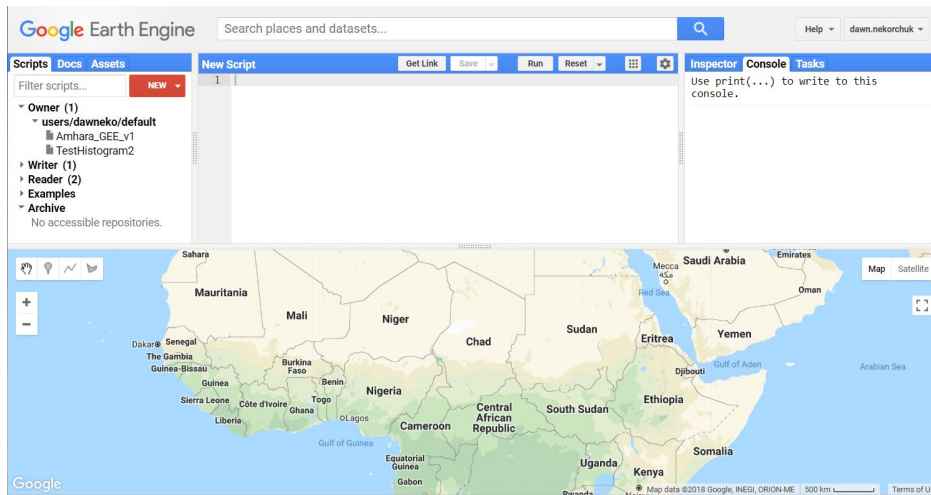 Google Earth Engine
Search places and datasets...
Help
dawn.nekorchuk
Scripts Docs Assets
New Script
Get Link Save Run Reset
Inspector Console Tasks
Filter scripts...
NEW
Owner (1)
users/dawneko/default
Amhara_GEE_v1
TestHistogram2
Writer (1)
Reader (2)
Examples
Archive
No accessible repositories.
1
Use print(...) to write to this
console.
Map Satellite
+
−
Sahara
Mauritania
Mali
Niger
Chad
Sudan
Eritrea
Mecca
مكة
Saudi Arabia
Emirates
Oman
Red Sea
Yemen
Gulf of Aden
Arabian Sea
Djibouti
Dakar
Senegal
The Gambia
Guinea-Bissau
Guinea
Sierra Leone
Liberia
Côte d'Ivoire
Burkina
Faso
Ghana
Togo
Benin
Lagos
Nigeria
Cameroon
Central
African
Republic
South Sudan
Ethiopia
Somalia
Gulf of Guinea
Equatorial
Guinea
Gabon
Uganda
Kenya
Google
Map data ©2018 Google, INEGI, ORION-ME
500 km
Terms of U